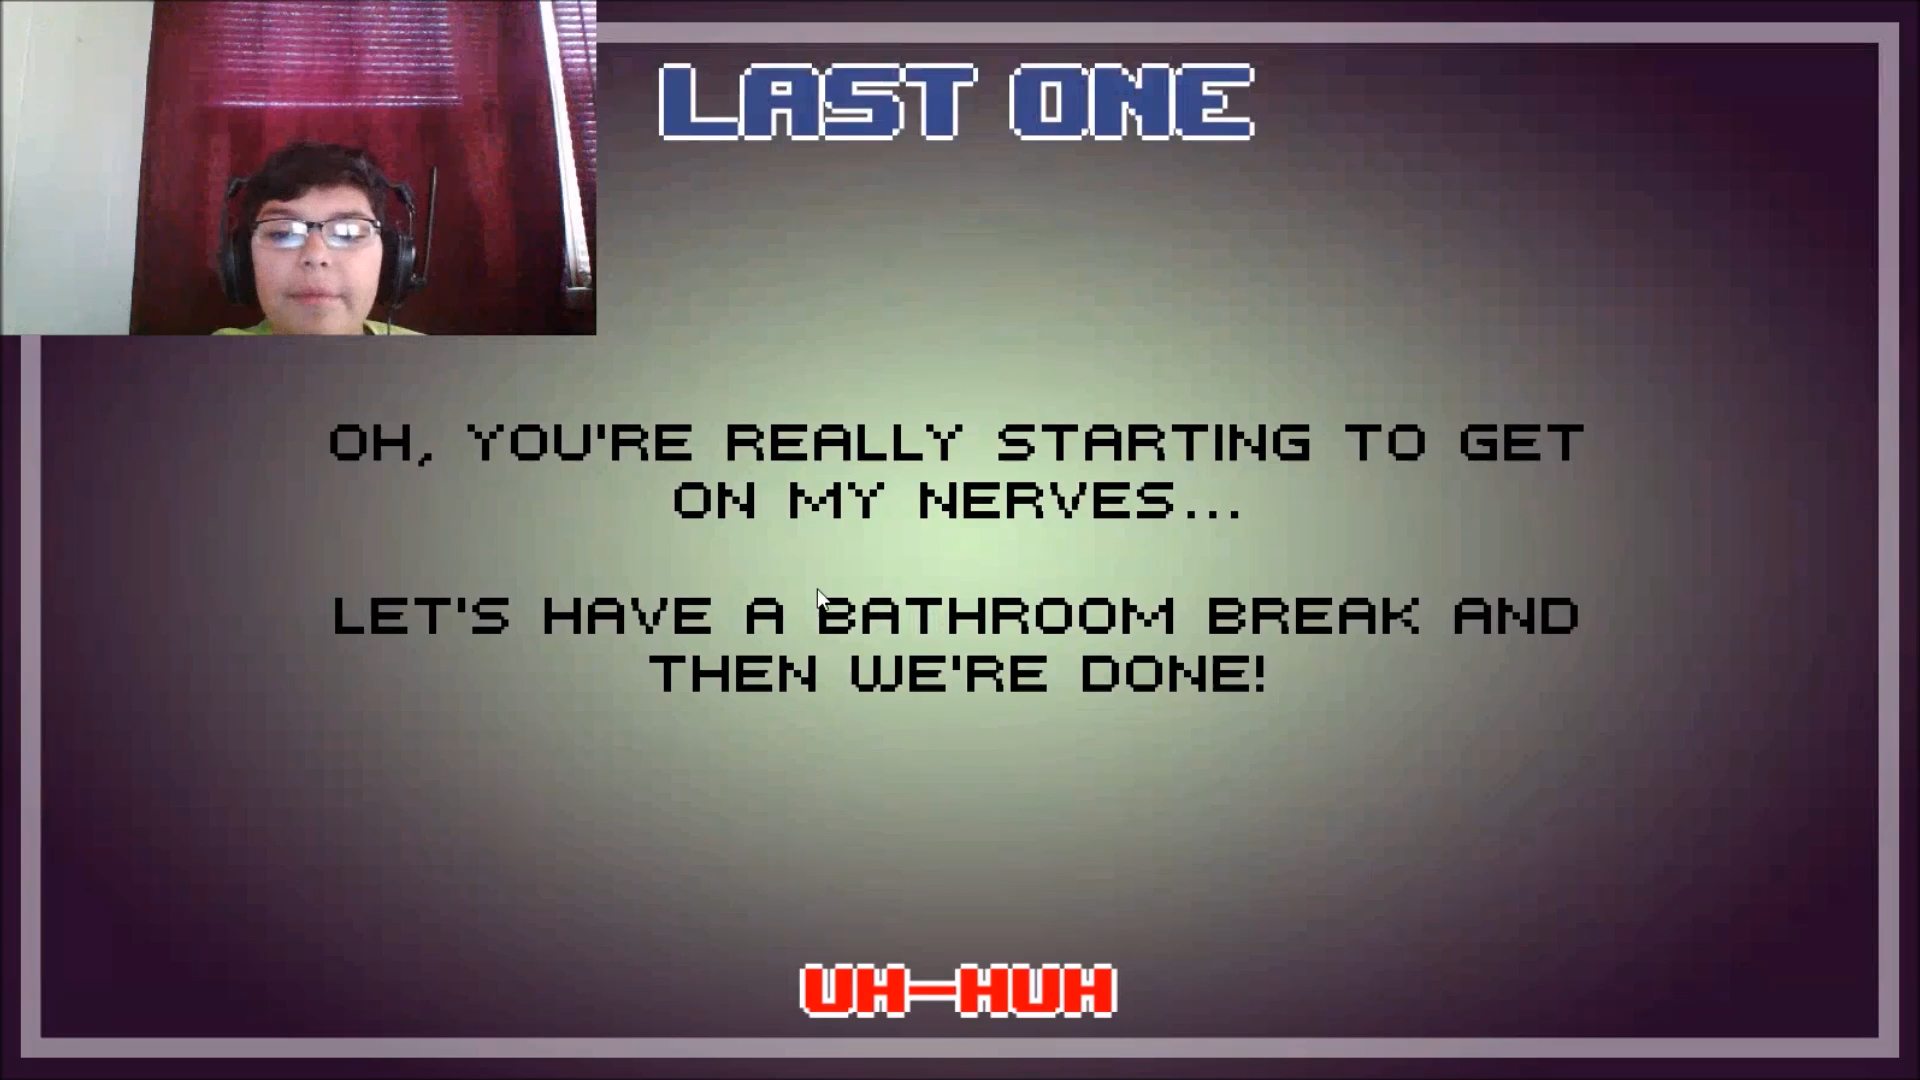 LAST ONE
OH, YOU'RE REALLY STARTING TO GET
ON MY NERVES...
LET'S HAVE A BATHROOM BREAK AND
THEN WE'RE DONE!
UH-HUH